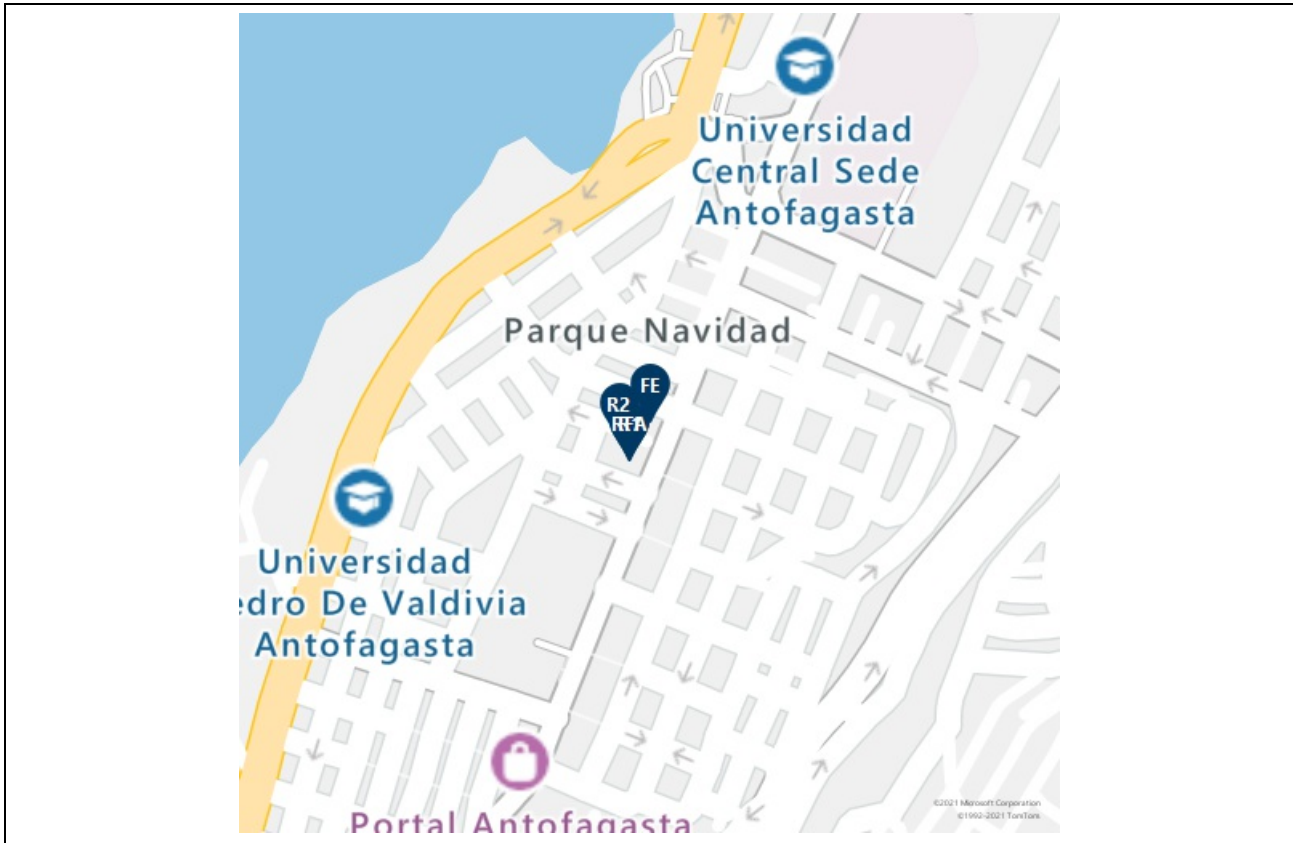 Universidad
Central Sede
Antofagasta
Parque Navidad
FE
R2
Universidad
edro De Valdivia
Antofagasta
Portal Antofagasta
©2021 Microsoft Corporation
©1992-2021 TomTom